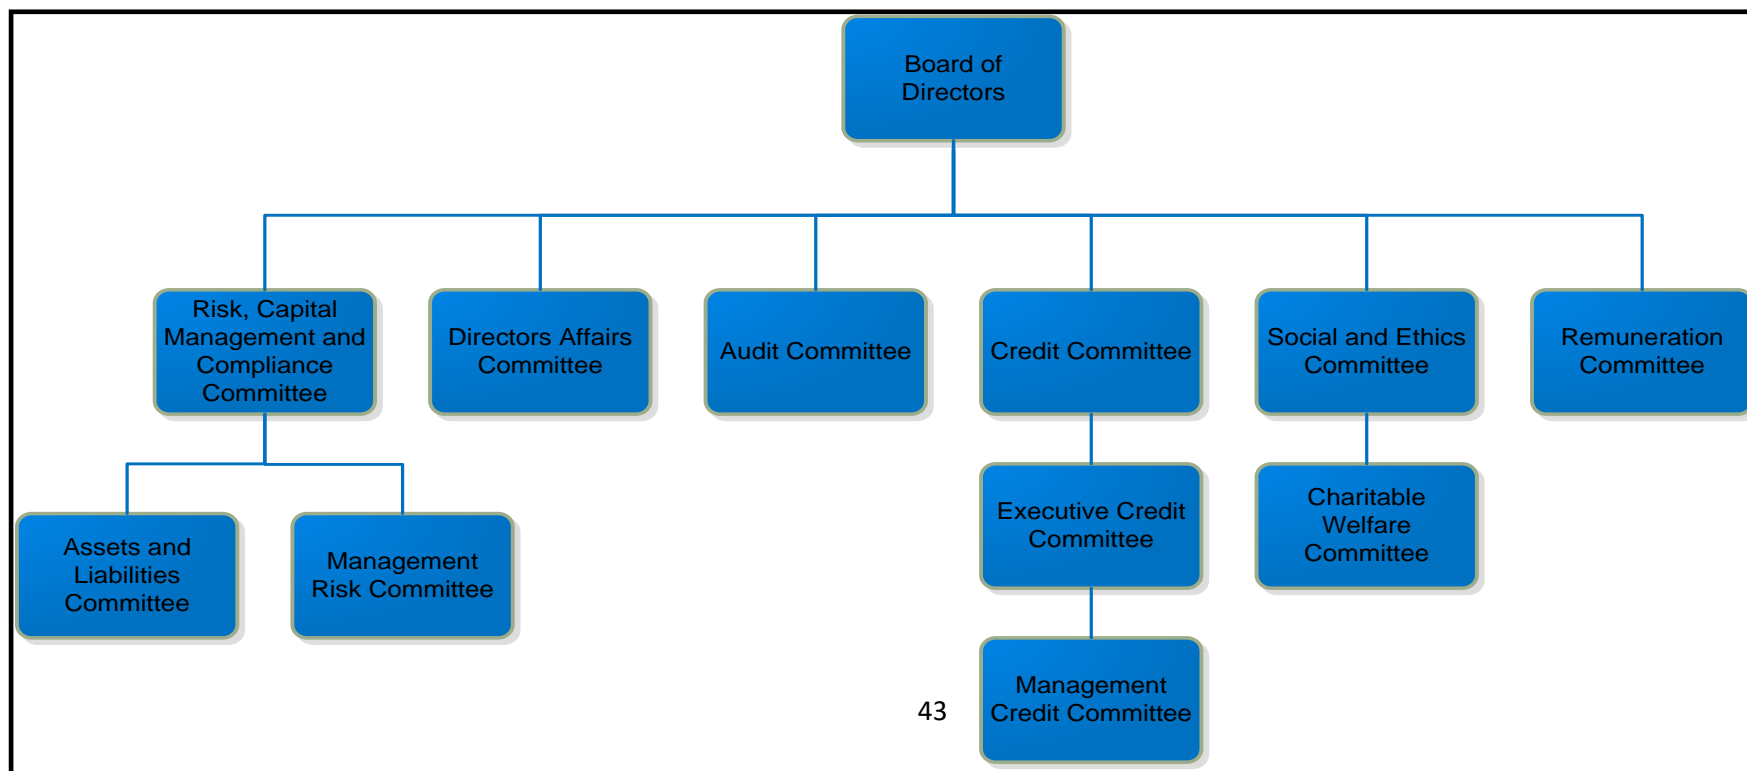 Board of
Directors
Risk, Capital
Management and
Compliance
Committee
Directors Affairs
Committee
Audit Committee
Credit Committee
Social and Ethics
Committee
Remuneration
Committee
Assets and
Liabilities
Committee
Management
Risk Committee
Executive Credit
Committee
Charitable
Welfare
Committee
Management
Credit Committee
43